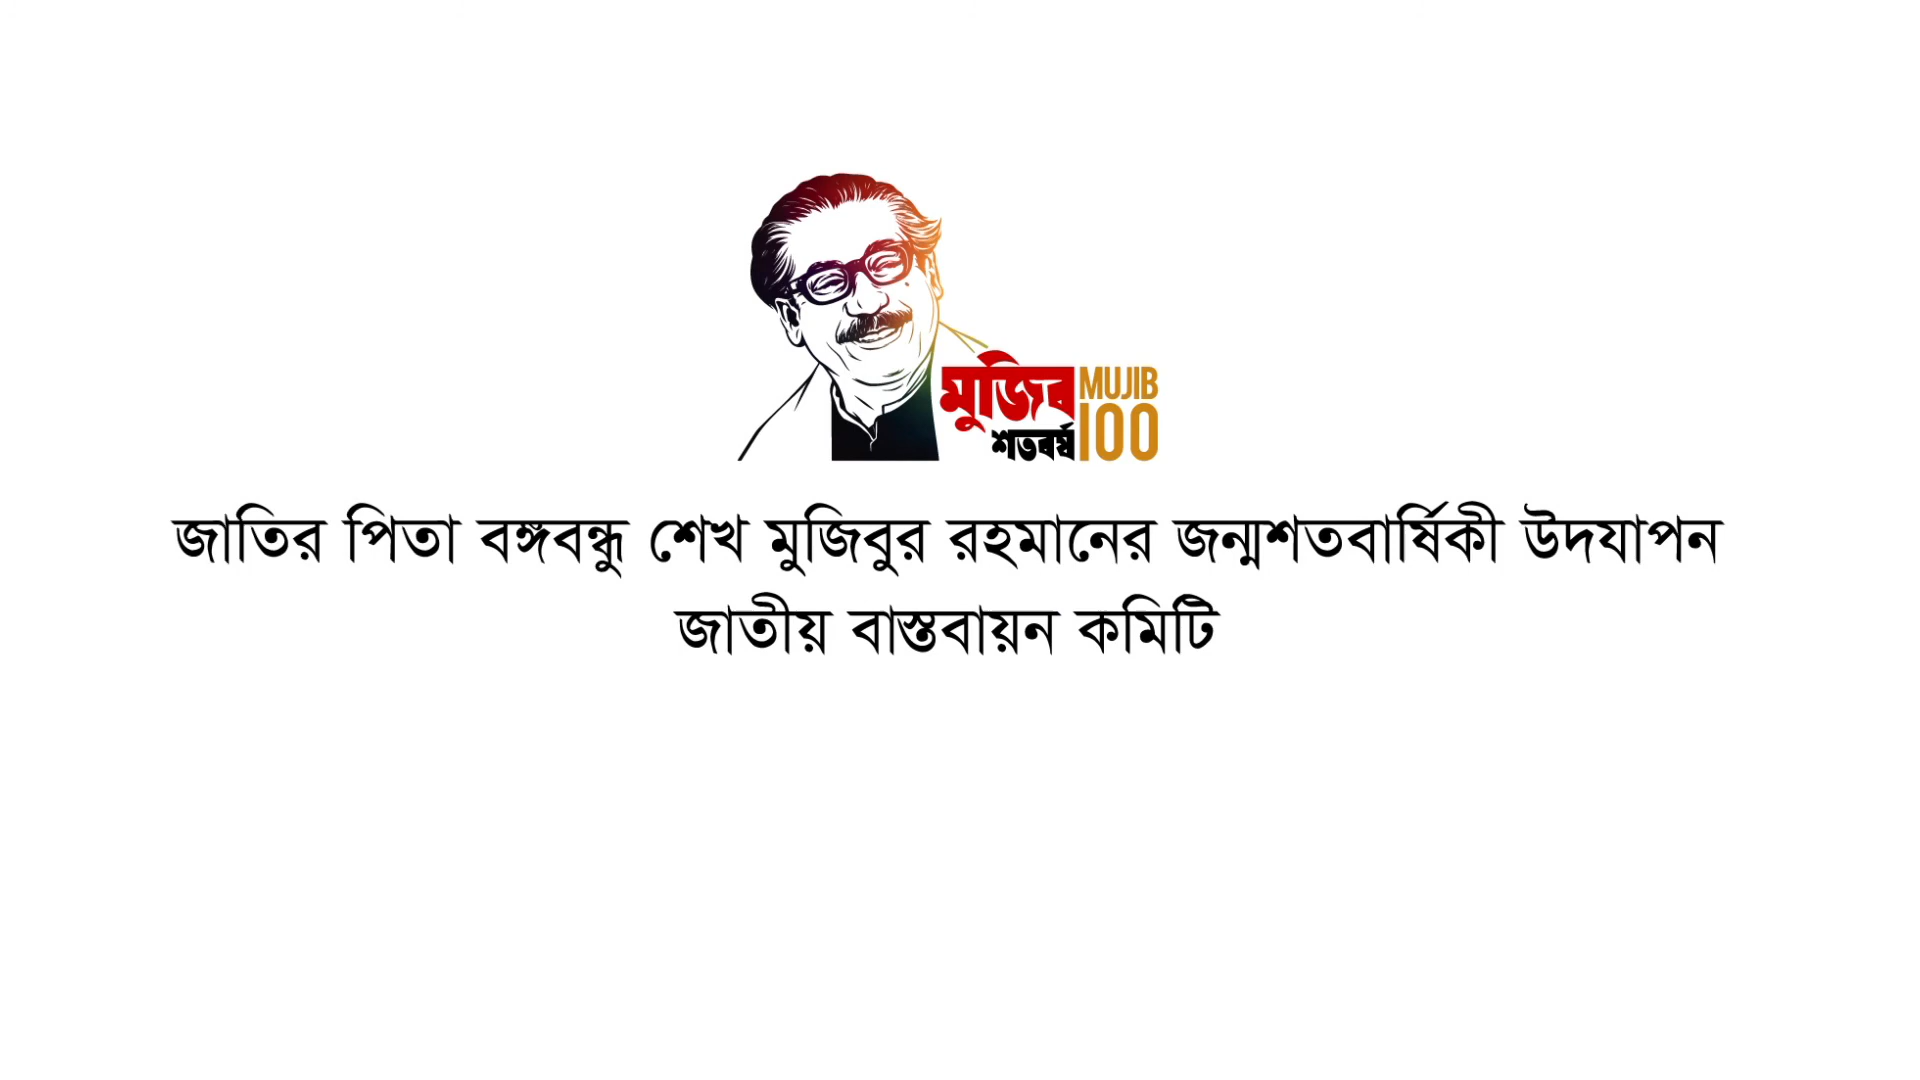 মুজিব
শতবর্ষ
MUJIB
100
জাতির পিতা বঙ্গবন্ধু শেখ মুজিবুর রহমানের জন্মশতবার্ষিকী উদযাপন
জাতীয় বাস্তবায়ন কমিটি